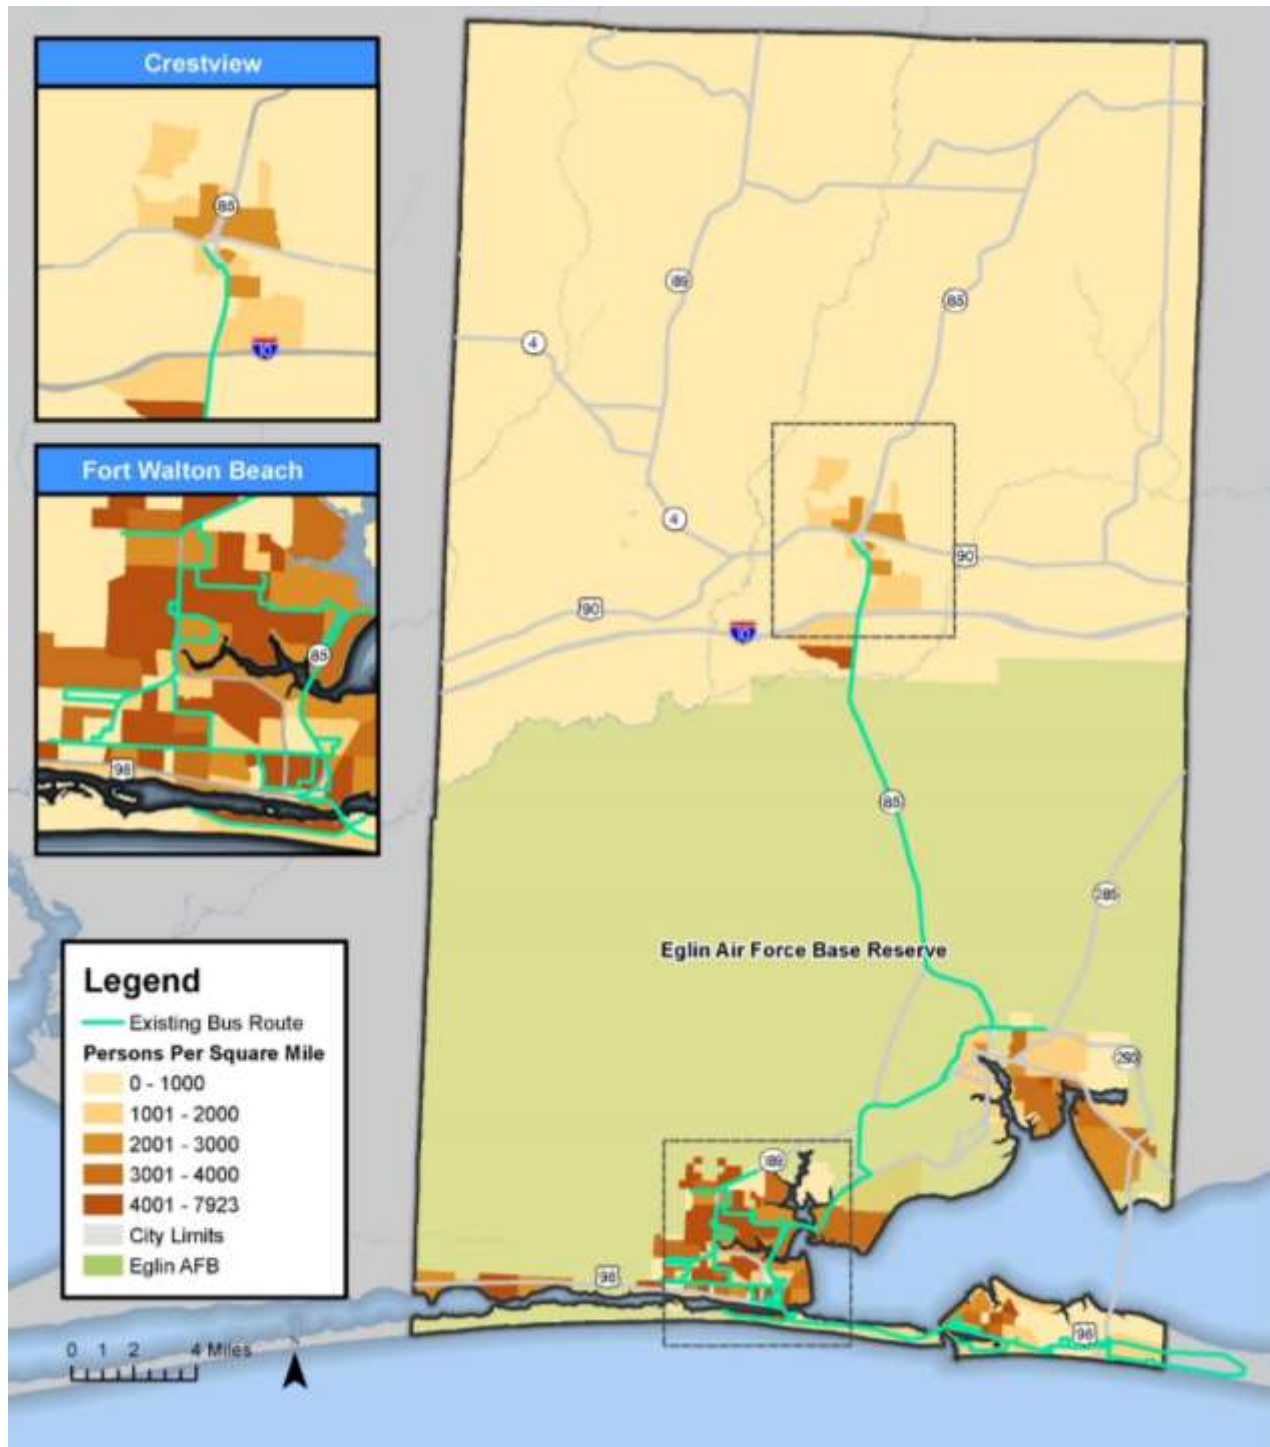 Crestview
85
10
Fort Walton Beach
85
98
189
85
4
4
90
90
10
85
285
Eglin Air Force Base Reserve
Legend
Existing Bus Route
Persons Per Square Mile
0 - 1000
1001 - 2000
2001 - 3000
3001 - 4000
4001 - 7923
City Limits
Eglin AFB
189
98
98
0 1 2 4 Miles